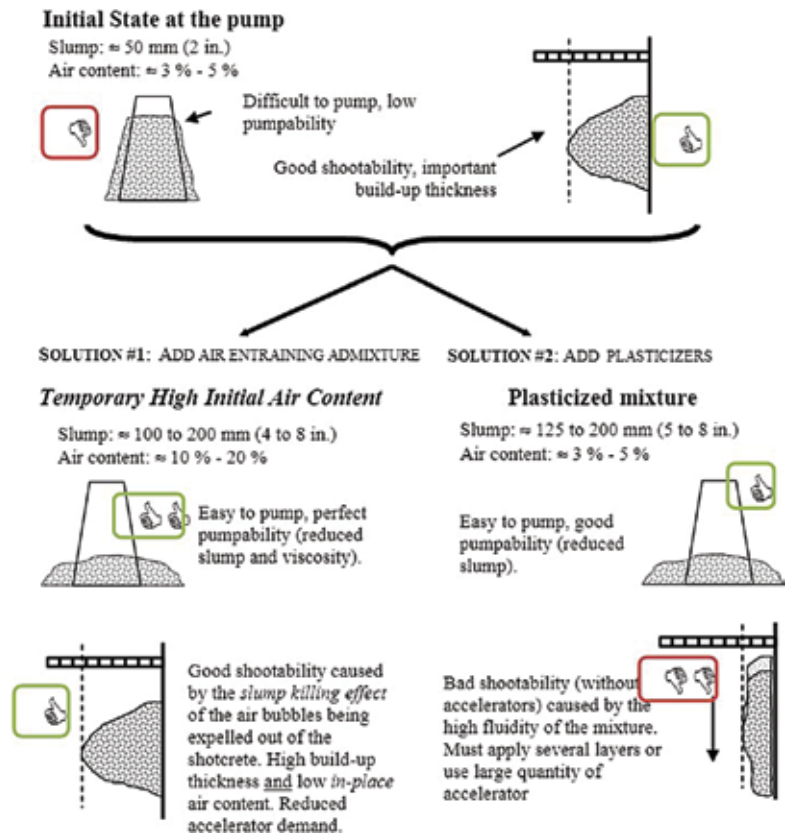 Initial State at the pump
Slump: ≈ 50 mm (2 in.)
Air content: ≈ 3 % - 5 %
Difficult to pump, low
pumpability
Good shootability, important
build-up thickness
SOLUTION #1: ADD AIR ENTRAINING ADMIXTURE
Temporary High Initial Air Content
Slump: ≈ 100 to 200 mm (4 to 8 in.)
Air content: ≈ 10 % - 20 %
Easy to pump, perfect
pumpability (reduced
slump and viscosity).
Good shootability caused
by the slump killing effect
of the air bubbles being
expelled out of the
shotcrete. High build-up
thickness and low in-place
air content. Reduced
accelerator demand.
SOLUTION #2: ADD PLASTICIZERS
Plasticized mixture
Slump: ≈ 125 to 200 mm (5 to 8 in.)
Air content: ≈ 3 % - 5 %
Easy to pump, good
pumpability (reduced
slump).
Bad shootability (without
accelerators) caused by the
high fluidity of the mixture.
Must apply several layers or
use large quantity of
accelerator